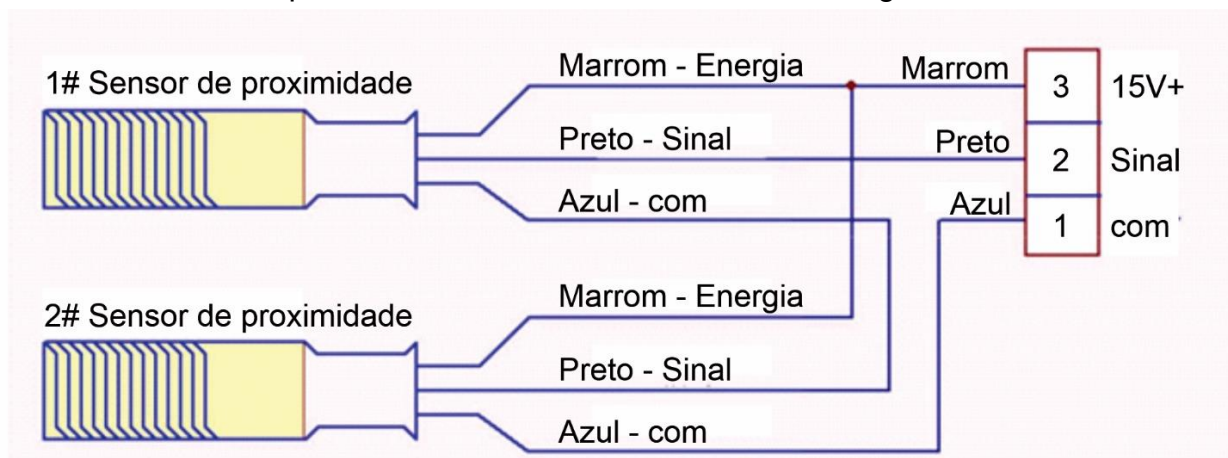 1# Sensor de proximidade
Marrom - Energia
Marrom
3
15V+
Preto - Sinal
Preto
2
Sinal
Azul - com
Azul
1
com
2# Sensor de proximidade
Marrom - Energia
Preto - Sinal
Azul - com